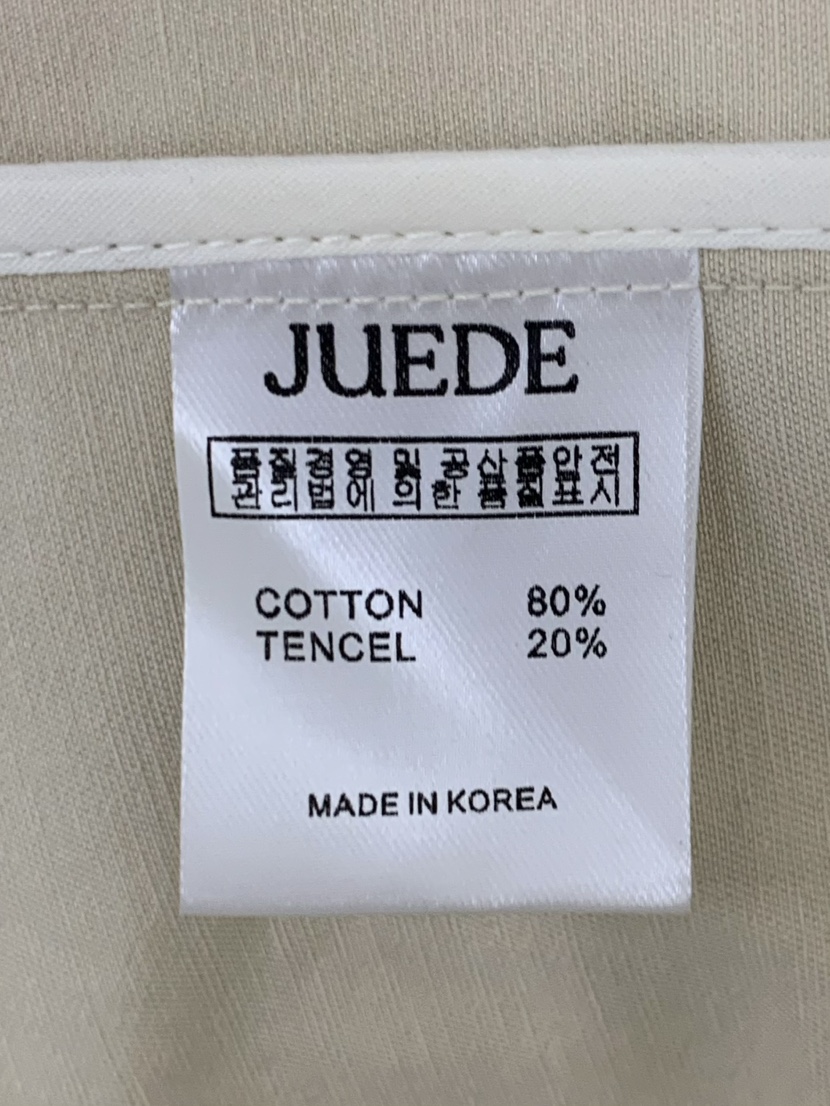 JUEDE
품질경영 및 공산품안전
관리법에 의한 품질표시
COTTON 80%
TENCEL 20%
MADE IN KOREA